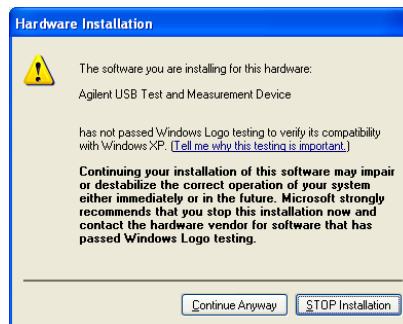 Hardware Installation
The software you are installing for this hardware:
Agilent USB Test and Measurement Device
has not passed Windows Logo testing to verify its compatibility
with Windows XP. (Tell me why this testing is important.)
Continuing your installation of this software may impair
or destabilize the correct operation of your system
either immediately or in the future. Microsoft strongly
recommends that you stop this installation now and
contact the hardware vendor for software that has
passed Windows Logo testing.
Continue Anyway
STOP Installation